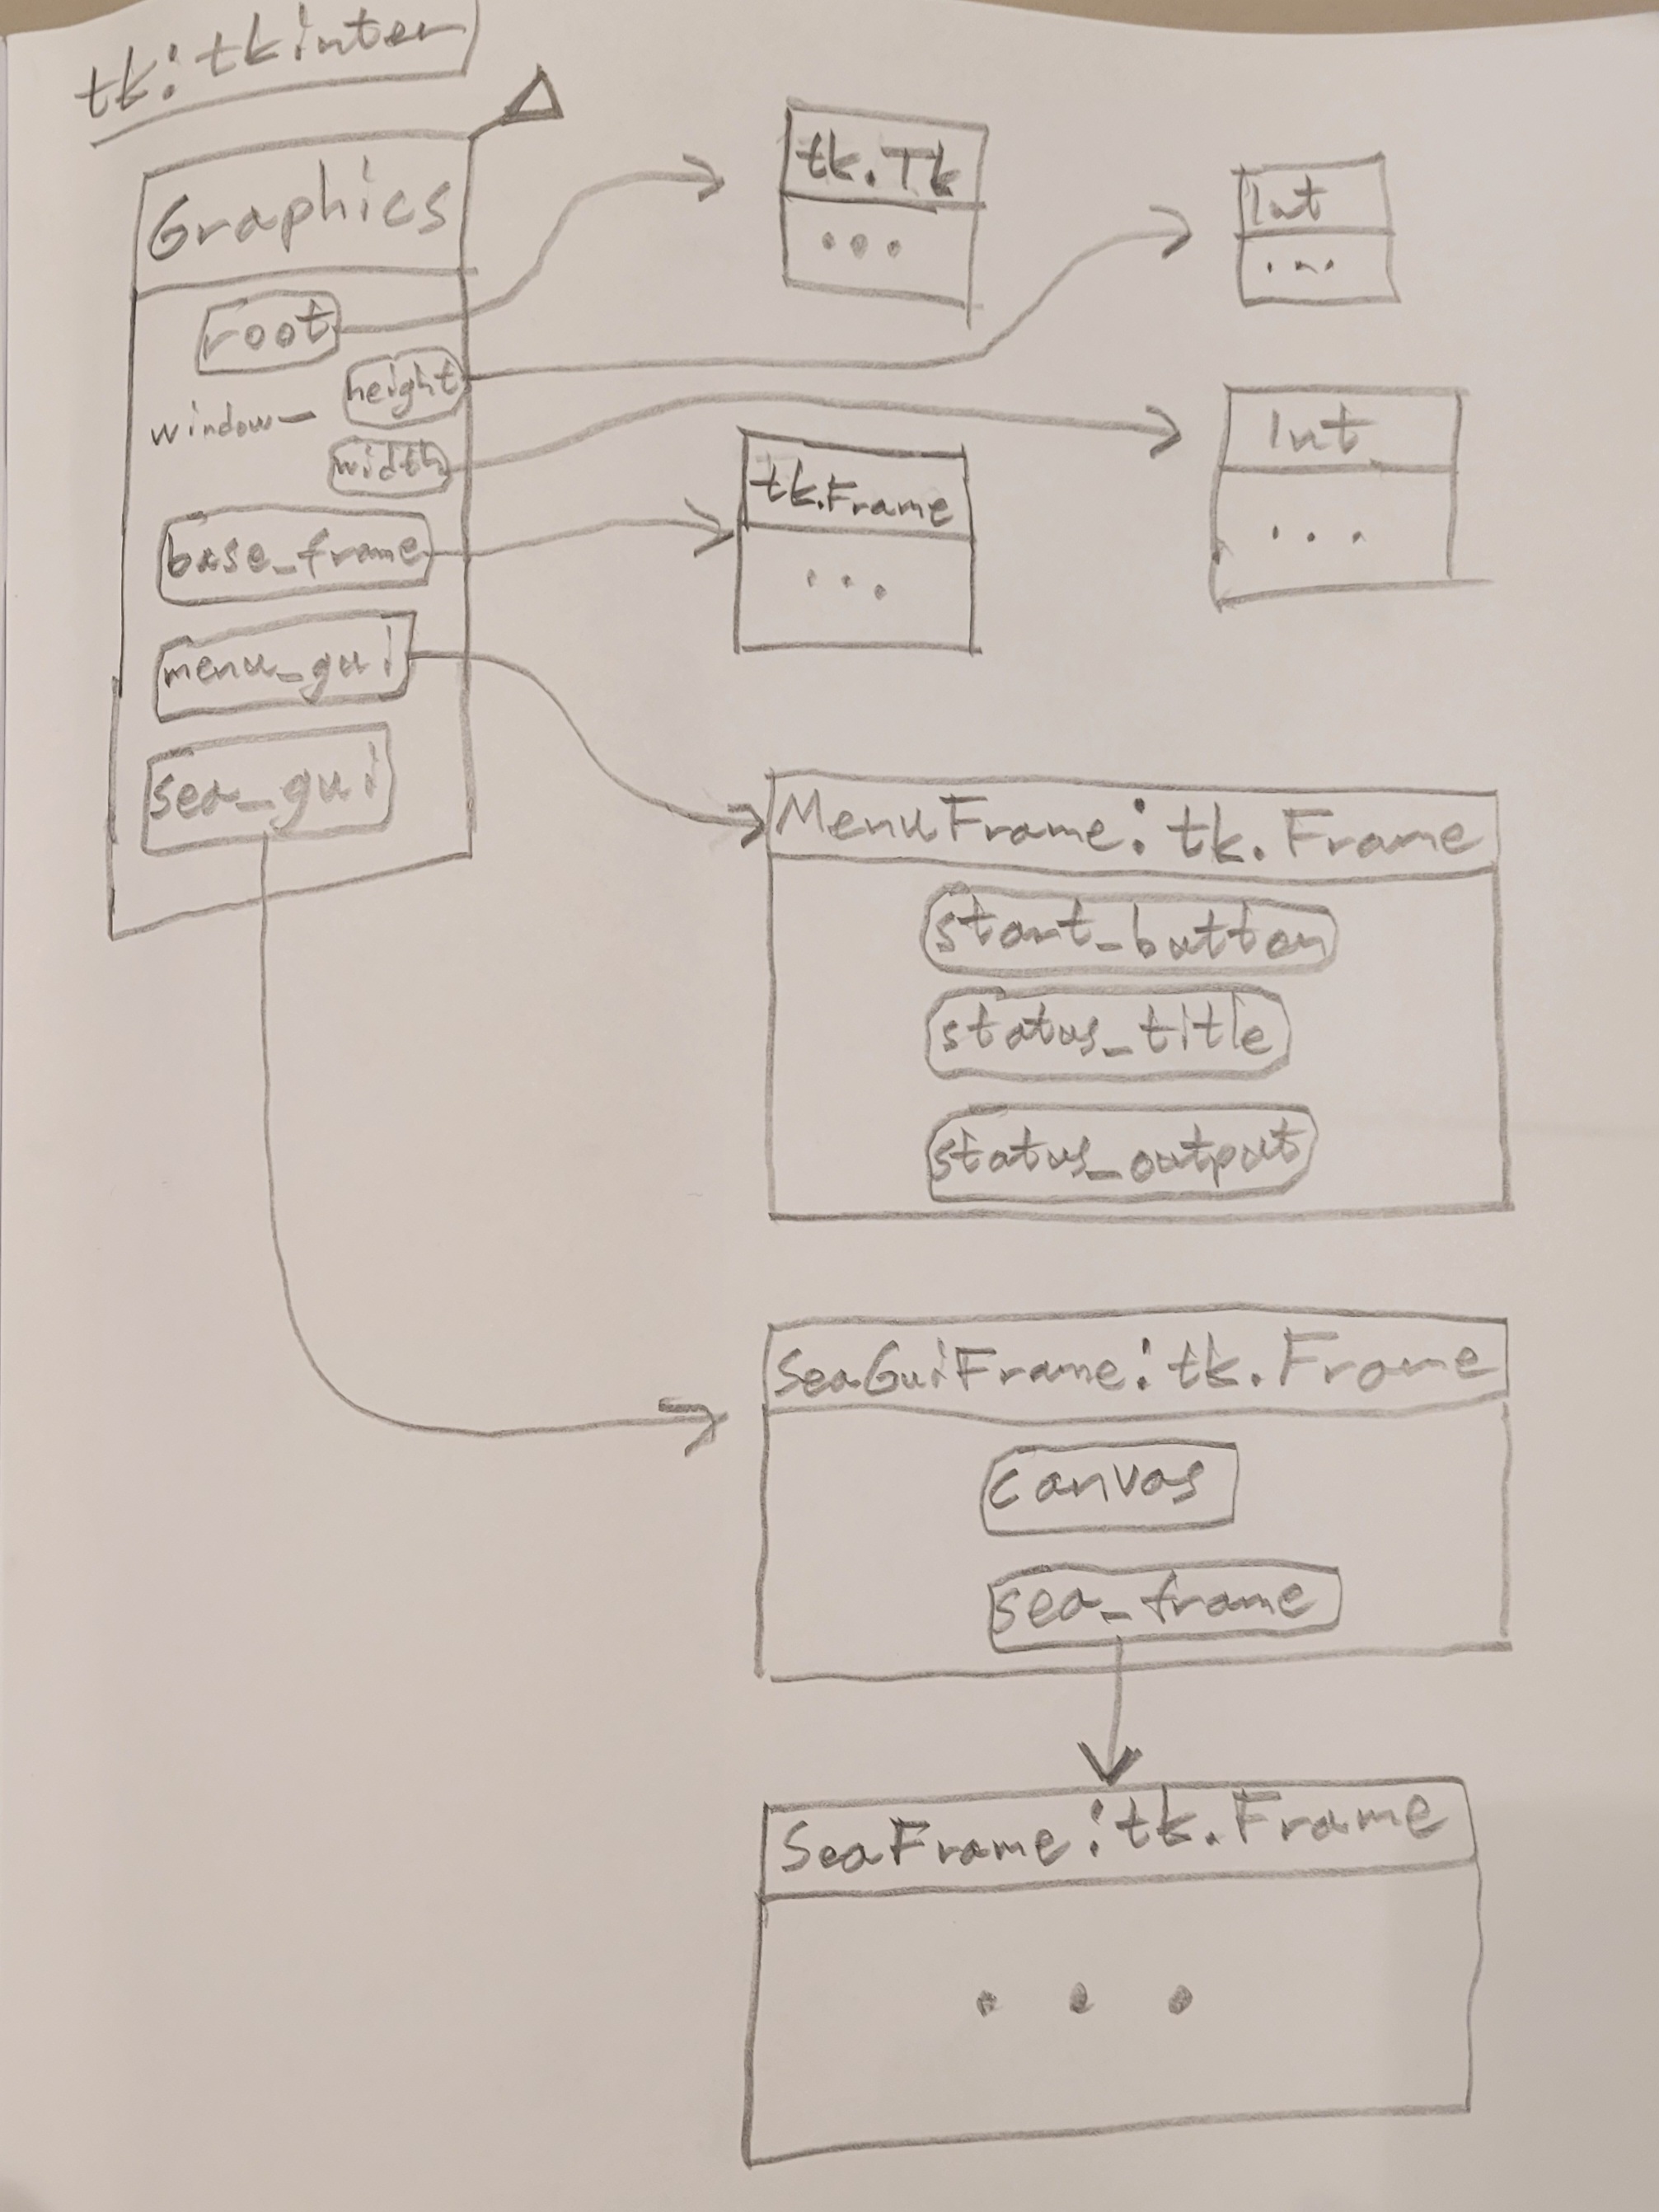 tk: tkinter
Graphics
root
window_
height
width
base_frame
menu_gui
sea_gui
tk.Tk
...
Int
...
Int
...
tk.Frame
...
MenuFrame: tk.Frame
start_button
status_title
status_output
SeaGuiFrame: tk.Frame
canvas
sea_frame
SeaFrame: tk.Frame
...